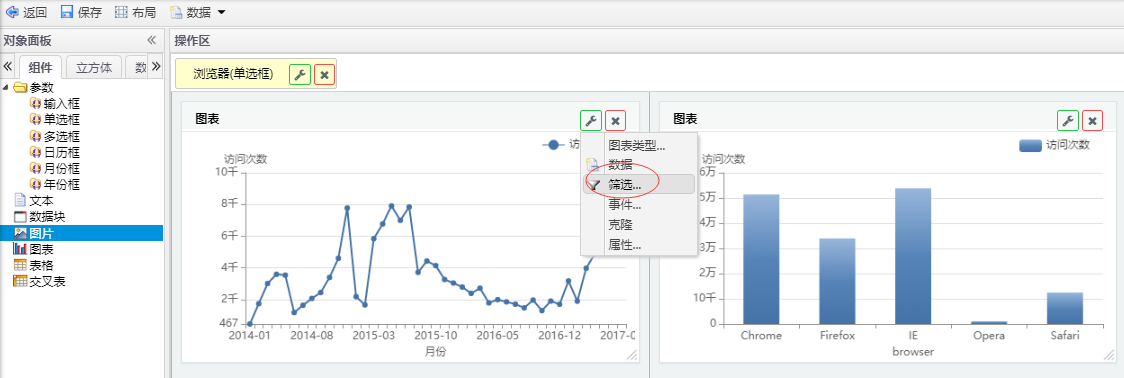 返回 保存 布局 数据
对象面板
操作区
组件 立方体 数
参数
输入框
单选框
多选框
日历框
月份框
年份框
文本
数据块
图片
图表
表格
交叉表
浏览器(单选框)
图表
访
访问次数
10千
8千
6千
4千
2千
467
2014-01 2014-08 2015-03 2015-10 2016-05 2016-12 2017-0
月份
图表类型...
数据
筛选...
事件...
克隆
属性...
图表
访问次数
访问次数
6万
5万
3万
2万
10千
0
Chrome Firefox IE Opera Safari
browser